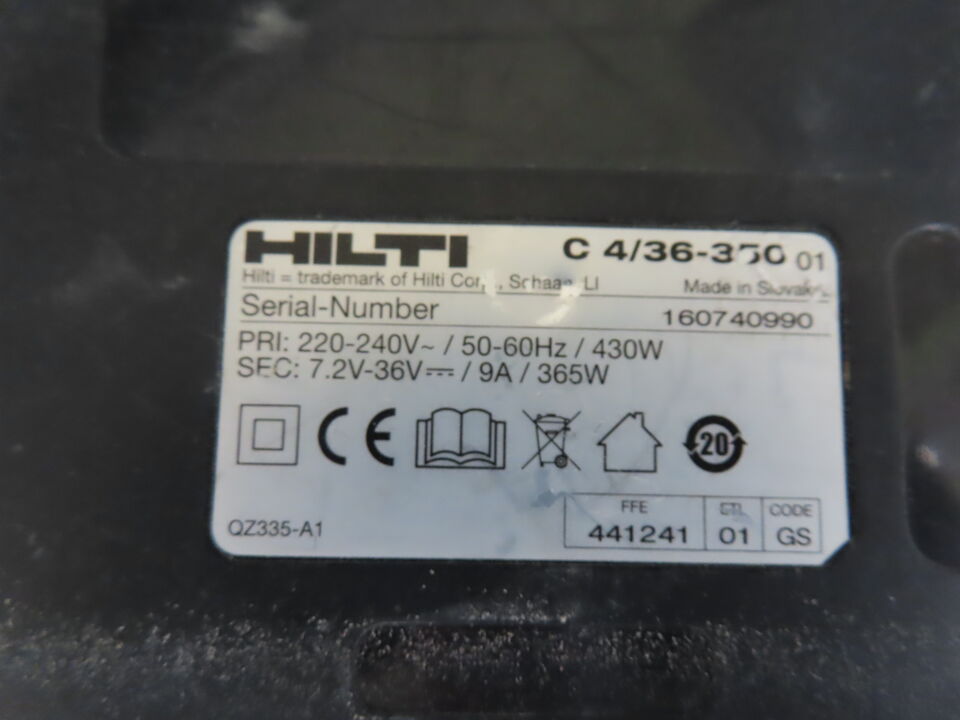 HILTI C 4/36-350 01
Hilti = trademark of Hilti Corp., Schaan, LI Made in Slovakia
Serial-Number 160740990
PRI: 220-240V~ / 50-60Hz / 430W
SEC: 7.2V-36V⎓ / 9A / 365W
CE 20
QZ335-A1
FFE CODE
441241 01 GS